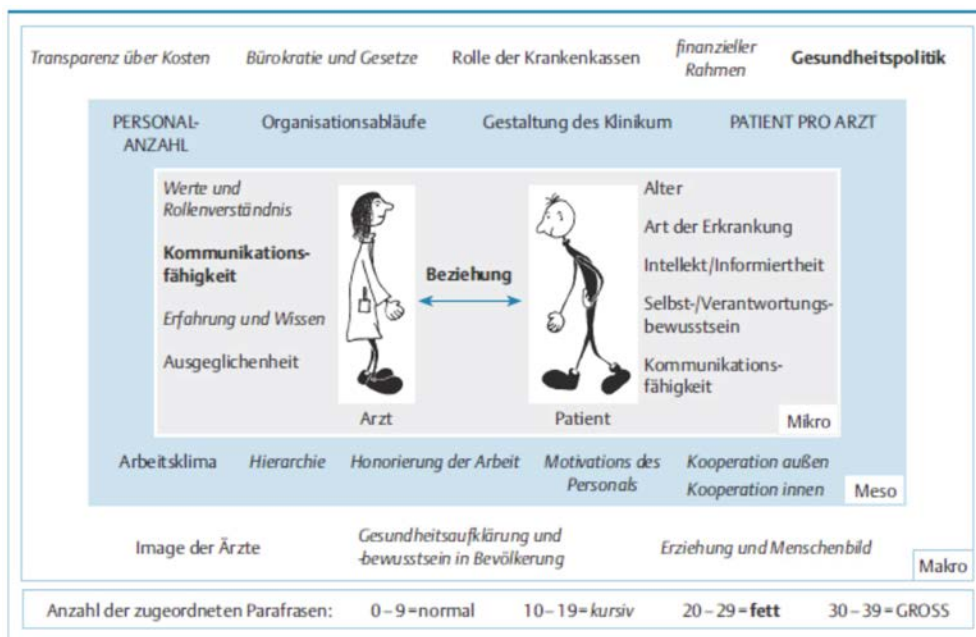 Transparenz über Kosten
Bürokratie und Gesetze
Rolle der Krankenkassen
finanzieller
Rahmen
Gesundheitspolitik
PERSONAL-
ANZAHL
Organisationsabläufe
Gestaltung des Klinikum
PATIENT PRO ARZT
Werte und
Rollenverständnis
Kommunikations-
fähigkeit
Erfahrung und Wissen
Ausgeglichenheit
Beziehung
Alter
Art der Erkrankung
Intellekt/Informiertheit
Selbst-/Verantwortungs-
bewusstsein
Kommunikations-
fähigkeit
Arzt
Patient
Mikro
Arbeitsklima
Hierarchie
Honorierung der Arbeit
Motivations des
Personals
Kooperation außen
Kooperation innen
Meso
Image der Ärzte
Gesundheitsaufklärung und
-bewusstsein in Bevölkerung
Erziehung und Menschenbild
Makro
Anzahl der zugeordneten Parafrasen: 0–9=normal 10–19=kursiv 20–29=fett 30–39=GROSS